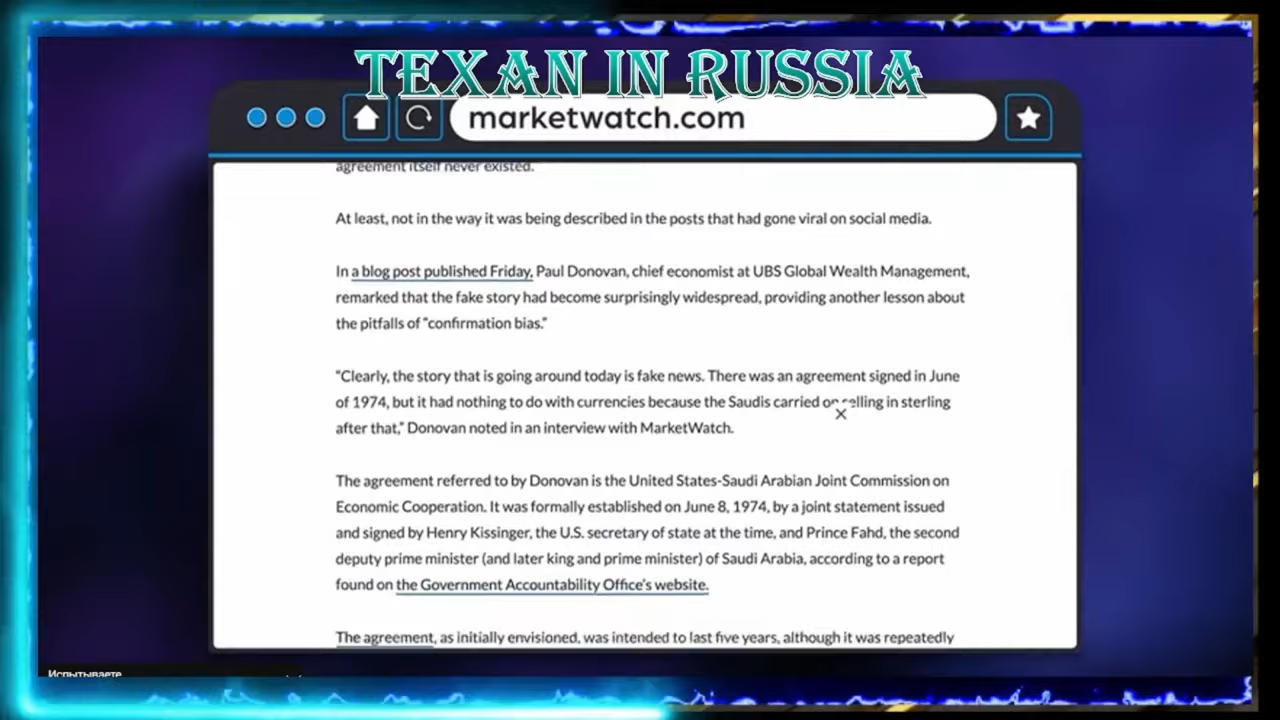 TEXAN IN RUSSIA
marketwatch.com
agreement itself never existed.
At least, not in the way it was being described in the posts that had gone viral on social media.
In a blog post published Friday, Paul Donovan, chief economist at UBS Global Wealth Management,
remarked that the fake story had become surprisingly widespread, providing another lesson about
the pitfalls of “confirmation bias.”
“Clearly, the story that is going around today is fake news. There was an agreement signed in June
of 1974, but it had nothing to do with currencies because the Saudis carried on selling in sterling
after that,” Donovan noted in an interview with MarketWatch.
The agreement referred to by Donovan is the United States-Saudi Arabian Joint Commission on
Economic Cooperation. It was formally established on June 8, 1974, by a joint statement issued
and signed by Henry Kissinger, the U.S. secretary of state at the time, and Prince Fahd, the second
deputy prime minister (and later king and prime minister) of Saudi Arabia, according to a report
found on the Government Accountability Office’s website.
The agreement, as initially envisioned, was intended to last five years, although it was repeatedly
Испытываете